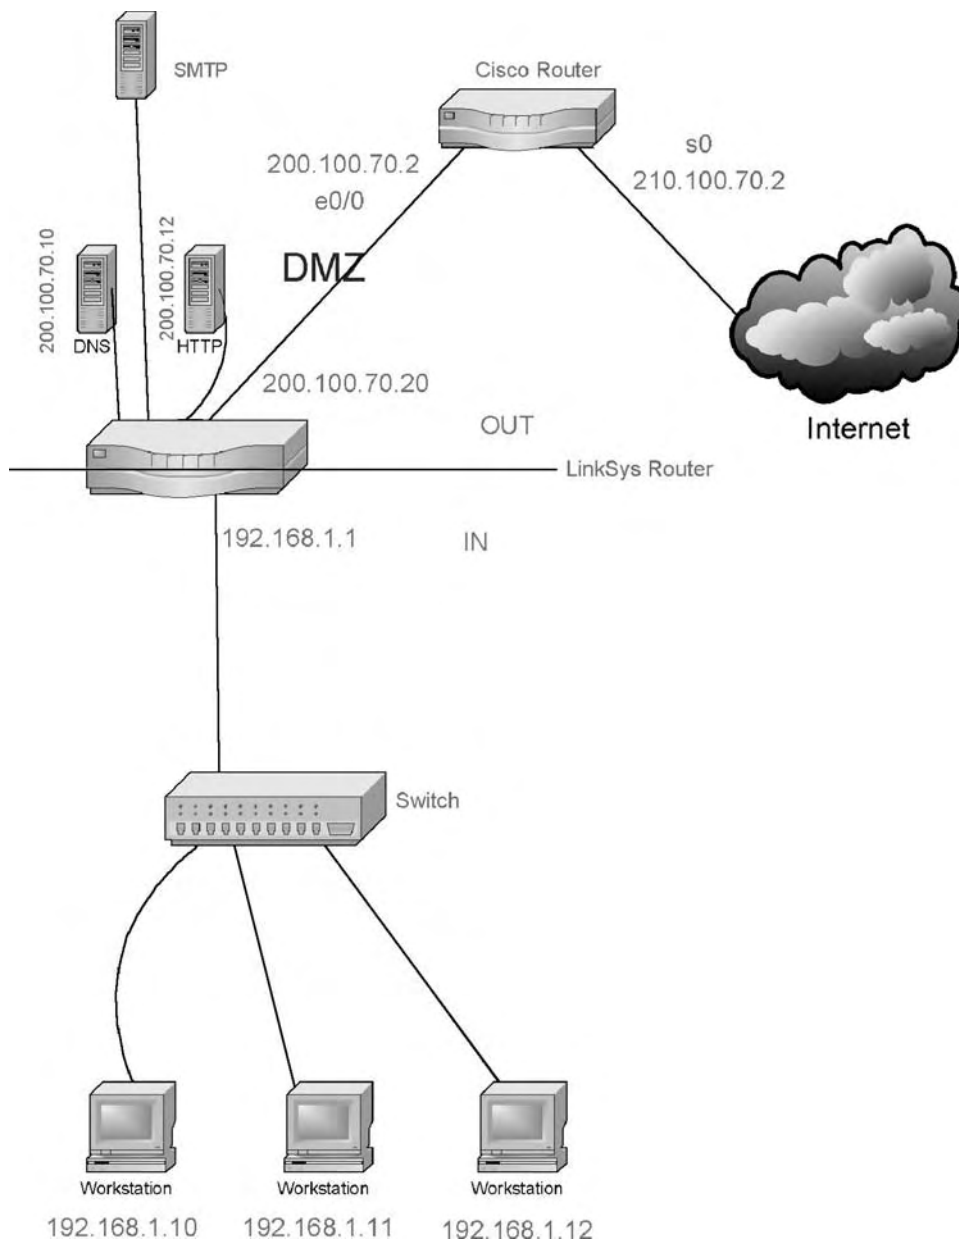 SMTP
Cisco Router
200.100.70.2
e0/0
s0
210.100.70.2
200.100.70.10
200.100.70.12
DMZ
DNS
HTTP
200.100.70.20
OUT
Internet
LinkSys Router
192.168.1.1
IN
Switch
Workstation
Workstation
Workstation
192.168.1.10
192.168.1.11
192.168.1.12